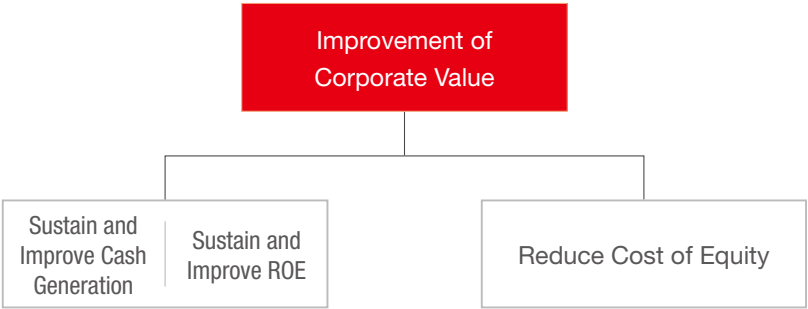 Improvement of
Corporate Value
Sustain and
Improve Cash
Generation
Sustain and
Improve ROE
Reduce Cost of Equity